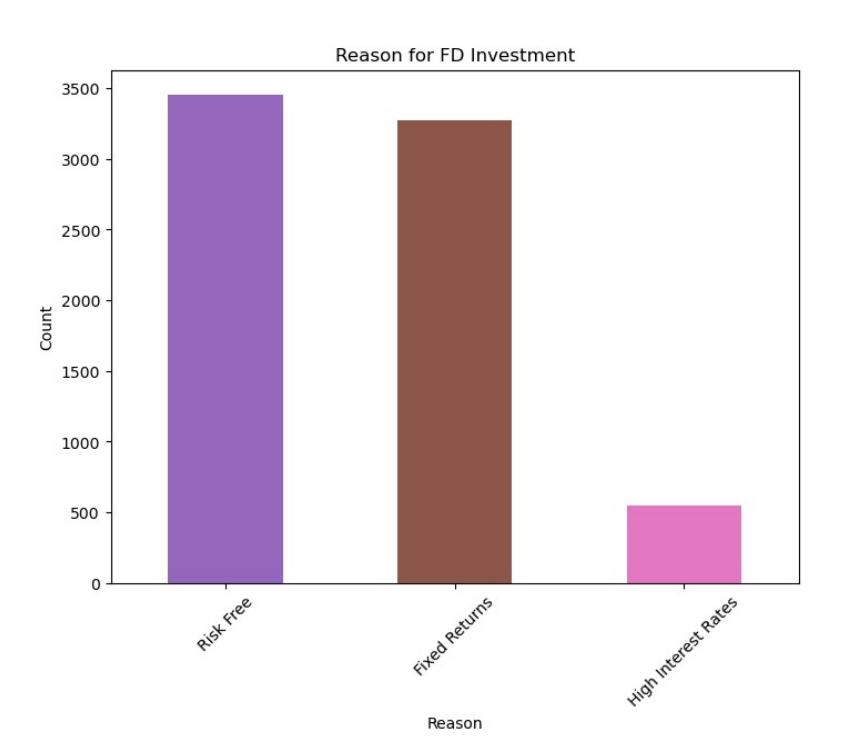 Reason for FD Investment
3500
3000
2500
2000
1500
1000
500
0
Count
Risk Free
Fixed Returns
High Interest Rates
Reason